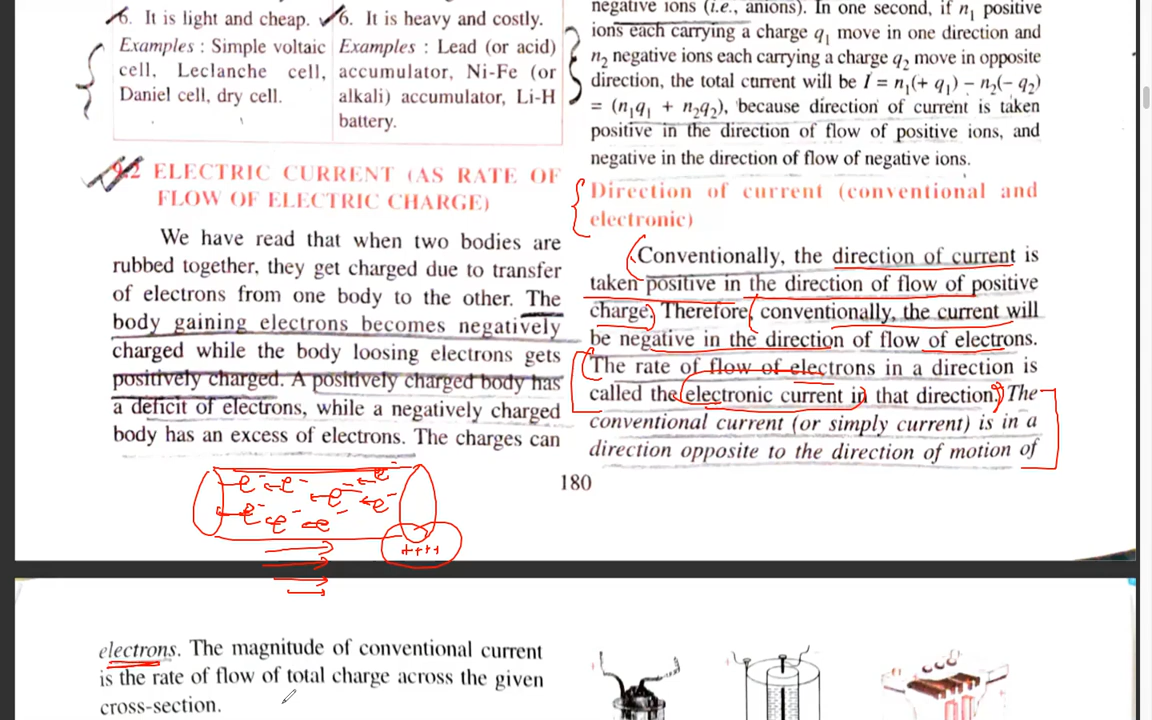 6. It is light and cheap.
Examples : Simple voltaic
cell, Leclanche cell,
Daniel cell, dry cell.
6. It is heavy and costly.
Examples : Lead (or acid)
accumulator, Ni-Fe (or
alkali) accumulator, Li-H
battery.
9.2 ELECTRIC CURRENT (AS RATE OF
FLOW OF ELECTRIC CHARGE)
We have read that when two bodies are
rubbed together, they get charged due to transfer
of electrons from one body to the other. The
body gaining electrons becomes negatively
charged while the body loosing electrons gets
positively charged. A positively charged body has
a deficit of electrons, while a negatively charged
body has an excess of electrons. The charges can
e⁻ e⁻ e⁻ e⁻ e⁻
e⁻ e⁻ e⁻
++++
negative ions (i.e., anions). In one second, if n₁ positive
ions each carrying a charge q₁ move in one direction and
n₂ negative ions each carrying a charge q₂ move in opposite
direction, the total current will be I = n₁(+ q₁) – n₂(– q₂)
= (n₁q₁ + n₂q₂), because direction of current is taken
positive in the direction of flow of positive ions, and
negative in the direction of flow of negative ions.
Direction of current (conventional and
electronic)
Conventionally, the direction of current is
taken positive in the direction of flow of positive
charge. Therefore, conventionally, the current will
be negative in the direction of flow of electrons.
The rate of flow of electrons in a direction is
called the electronic current in that direction. The
conventional current (or simply current) is in a
direction opposite to the direction of motion of
180
electrons. The magnitude of conventional current
is the rate of flow of total charge across the given
cross-section.